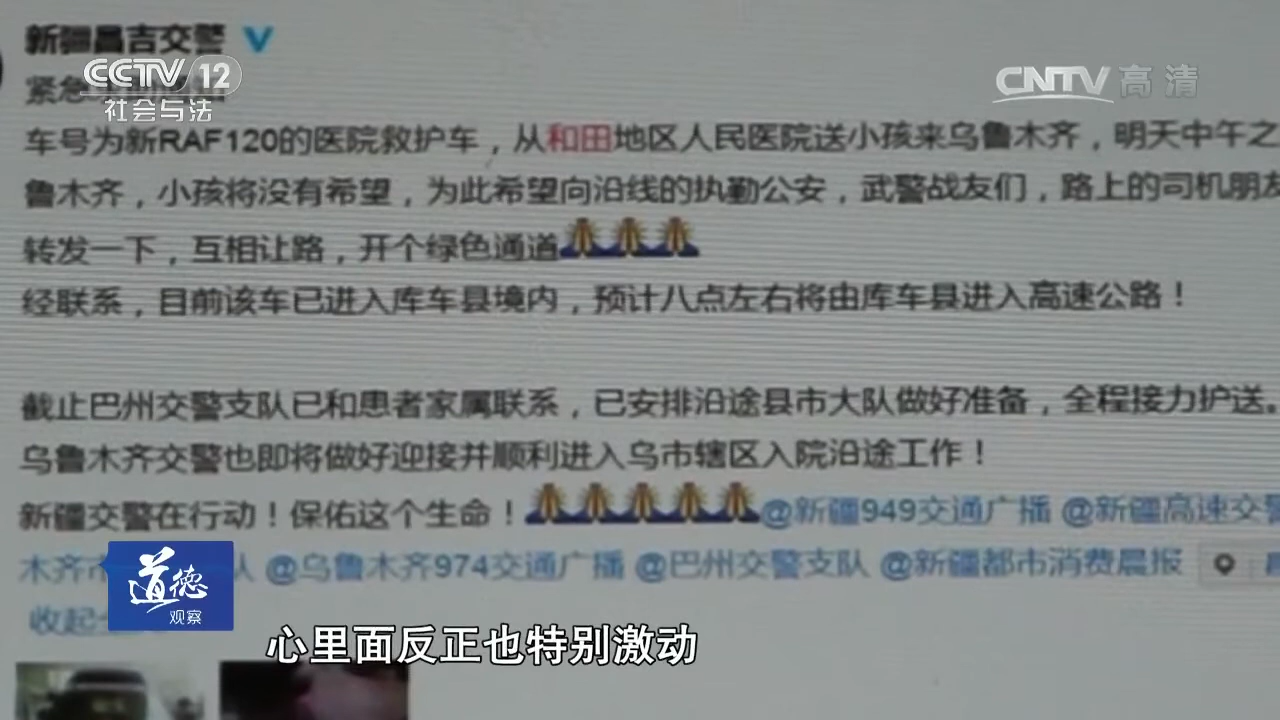 新疆昌吉交警
CCTV 12
社会与法
CNTV 高清
紧急
车号为新RAF120的医院救护车，从和田地区人民医院送小孩来乌鲁木齐，明天中午之
鲁木齐，小孩将没有希望，为此希望向沿线的执勤公安，武警战友们，路上的司机朋友
转发一下，互相让路，开个绿色通道
经联系，目前该车已进入库车县境内，预计八点左右将由库车县进入高速公路！
截止巴州交警支队已和患者家属联系，已安排沿途县市大队做好准备，全程接力护送。
乌鲁木齐交警也即将做好迎接并顺利进入乌市辖区入院沿途工作！
新疆交警在行动！保佑这个生命！@新疆949交通广播 @新疆高速交警
木齐市 队 @乌鲁木齐974交通广播 @巴州交警支队 @新疆都市消费晨报
收起
道德
观察
心里面反正也特别激动